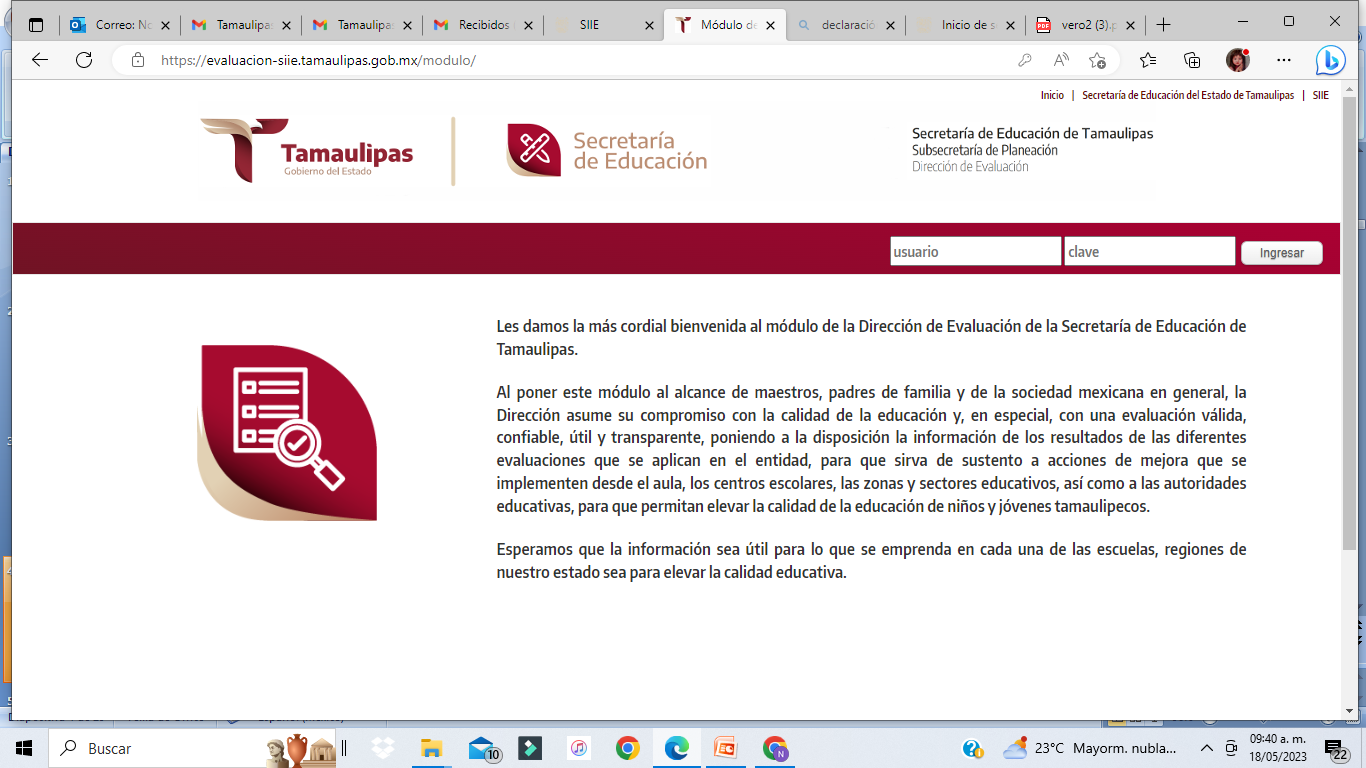 Correo: No
Tamaulipas
Tamaulipas
Recibidos
SIIE
Módulo de
declaració
Inicio de s
vero2 (3).p
https://evaluacion-siie.tamaulipas.gob.mx/modulo/
Inicio | Secretaría de Educación del Estado de Tamaulipas | SIIE
Tamaulipas
Gobierno del Estado
Secretaría
de Educación
Secretaría de Educación de Tamaulipas
Subsecretaría de Planeación
Dirección de Evaluación
usuario
clave
Ingresar
Les damos la más cordial bienvenida al módulo de la Dirección de Evaluación de la Secretaría de Educación de
Tamaulipas.
Al poner este módulo al alcance de maestros, padres de familia y de la sociedad mexicana en general, la
Dirección asume su compromiso con la calidad de la educación y, en especial, con una evaluación válida,
confiable, útil y transparente, poniendo a la disposición la información de los resultados de las diferentes
evaluaciones que se aplican en el entidad, para que sirva de sustento a acciones de mejora que se
implementen desde el aula, los centros escolares, las zonas y sectores educativos, así como a las autoridades
educativas, para que permitan elevar la calidad de la educación de niños y jóvenes tamaulipecos.
Esperamos que la información sea útil para lo que se emprenda en cada una de las escuelas, regiones de
nuestro estado sea para elevar la calidad educativa.
Buscar
10
N
23°C Mayorm. nubla...
09:40 a. m.
18/05/2023
22